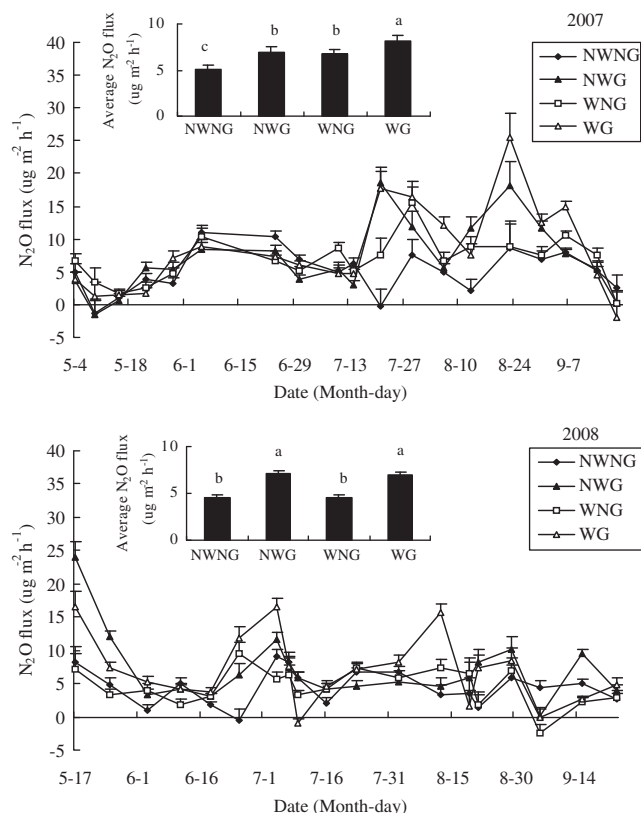 2007
Average N2O flux
(ug m-2 h-1)
10
5
0
c
b
b
a
NWNG
NWG
WNG
WG
NWNG
NWG
WNG
WG
N2O flux (ug m-2 h-1)
40
35
30
25
20
15
10
5
0
-5
5-4
5-18
6-1
6-15
6-29
7-13
7-27
8-10
8-24
9-7
Date (Month-day)
2008
Average N2O flux
(ug m-2 h-1)
10
5
0
b
a
b
a
NWNG
NWG
WNG
WG
NWNG
NWG
WNG
WG
N2O flux (ug m-2 h-1)
40
35
30
25
20
15
10
5
0
-5
5-17
6-1
6-16
7-1
7-16
7-31
8-15
8-30
9-14
Date (Month-day)